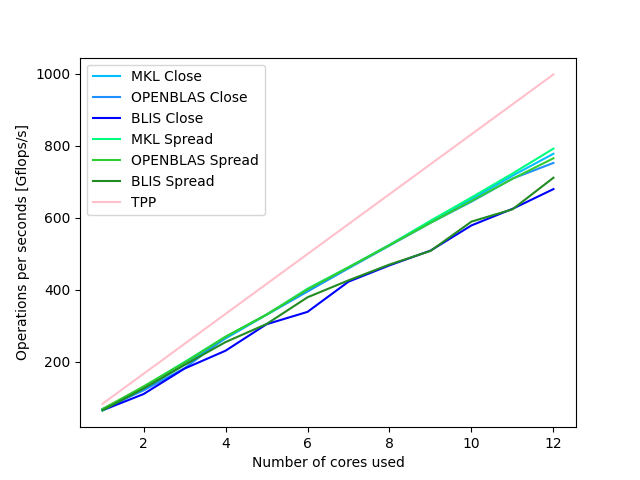 1000
800
600
400
200
Operations per seconds [Gflops/s]
MKL Close
OPENBLAS Close
BLIS Close
MKL Spread
OPENBLAS Spread
BLIS Spread
TPP
2 4 6 8 10 12
Number of cores used